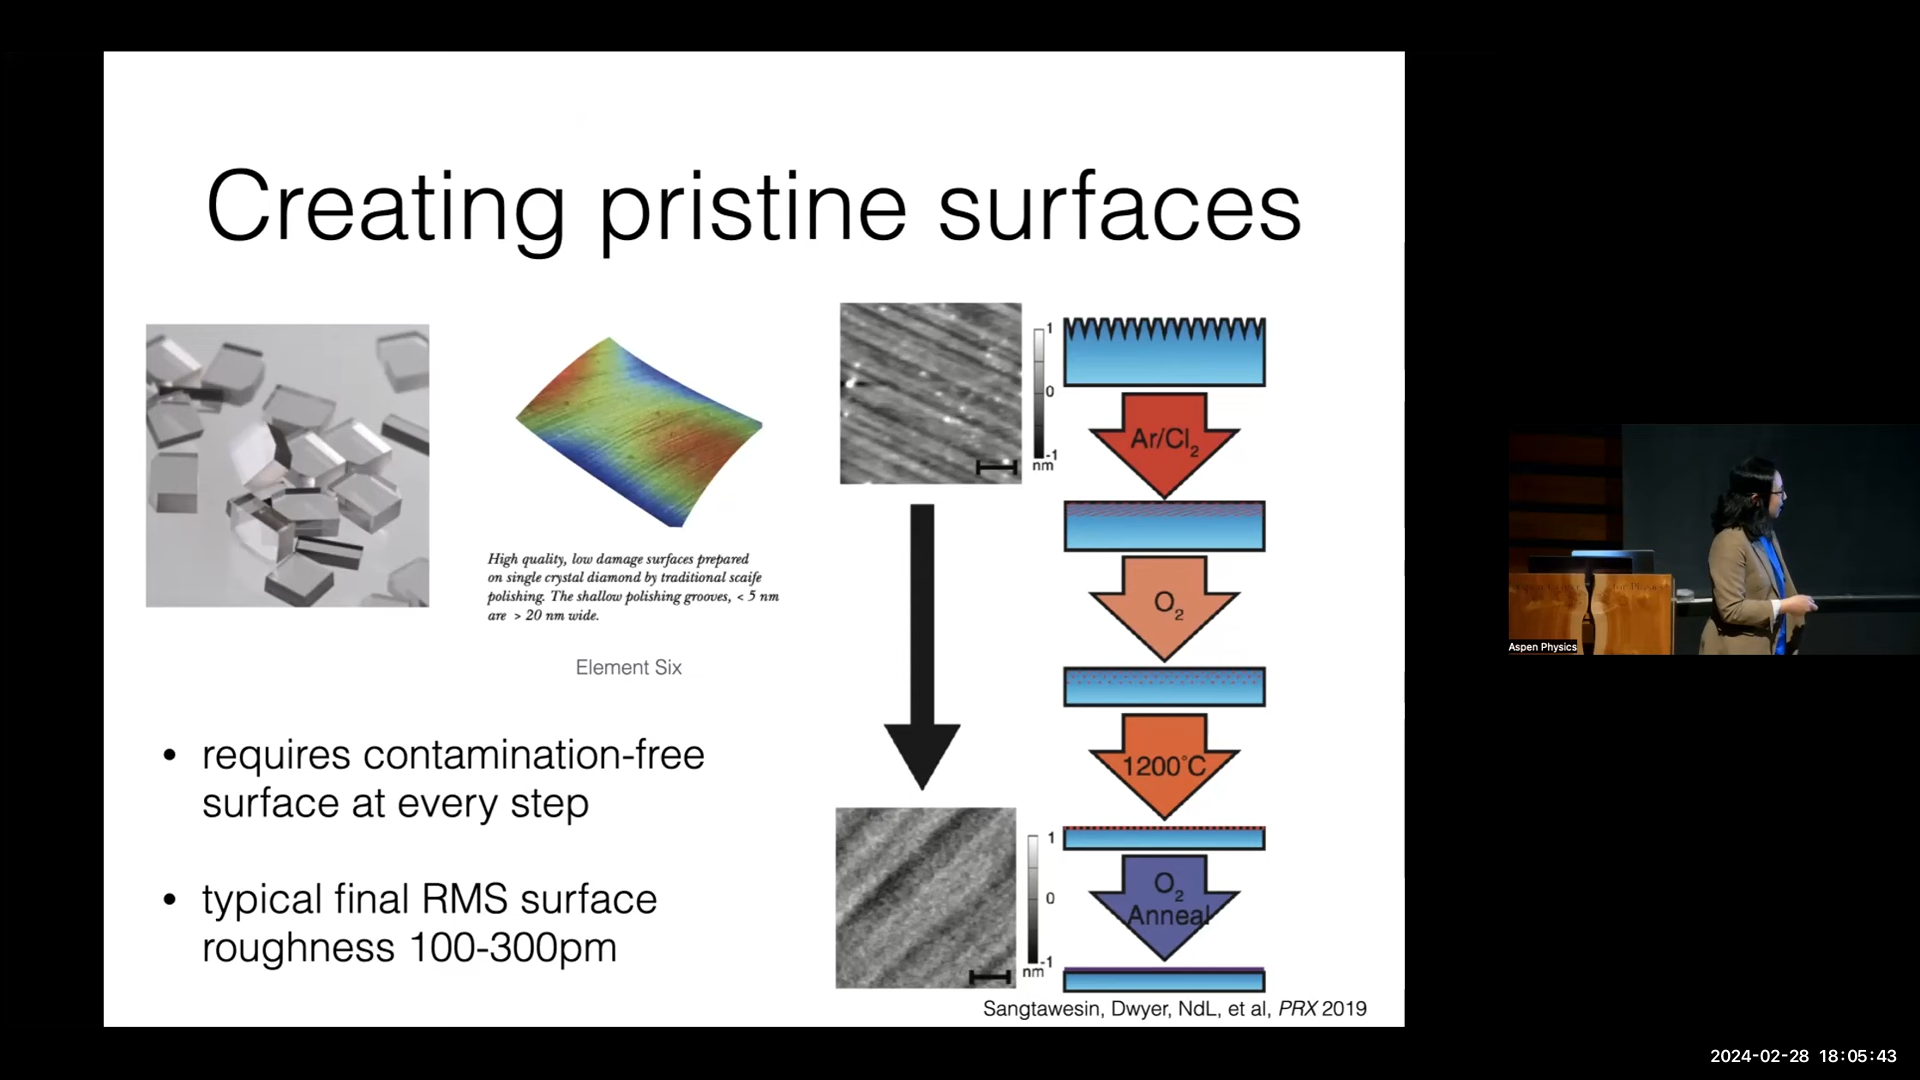 Creating pristine surfaces
High quality, low damage surfaces prepared
on single crystal diamond by traditional scaife
polishing. The shallow polishing grooves, < 5 nm
are > 20 nm wide.
Element Six
• requires contamination-free
surface at every step
• typical final RMS surface
roughness 100-300pm
1
0
-1
nm
Ar/Cl₂
O₂
1200°C
1
0
-1
nm
O₂
Anneal
Sangtawesin, Dwyer, NdL, et al, PRX 2019
Aspen Physics
2024-02-28 18:05:43